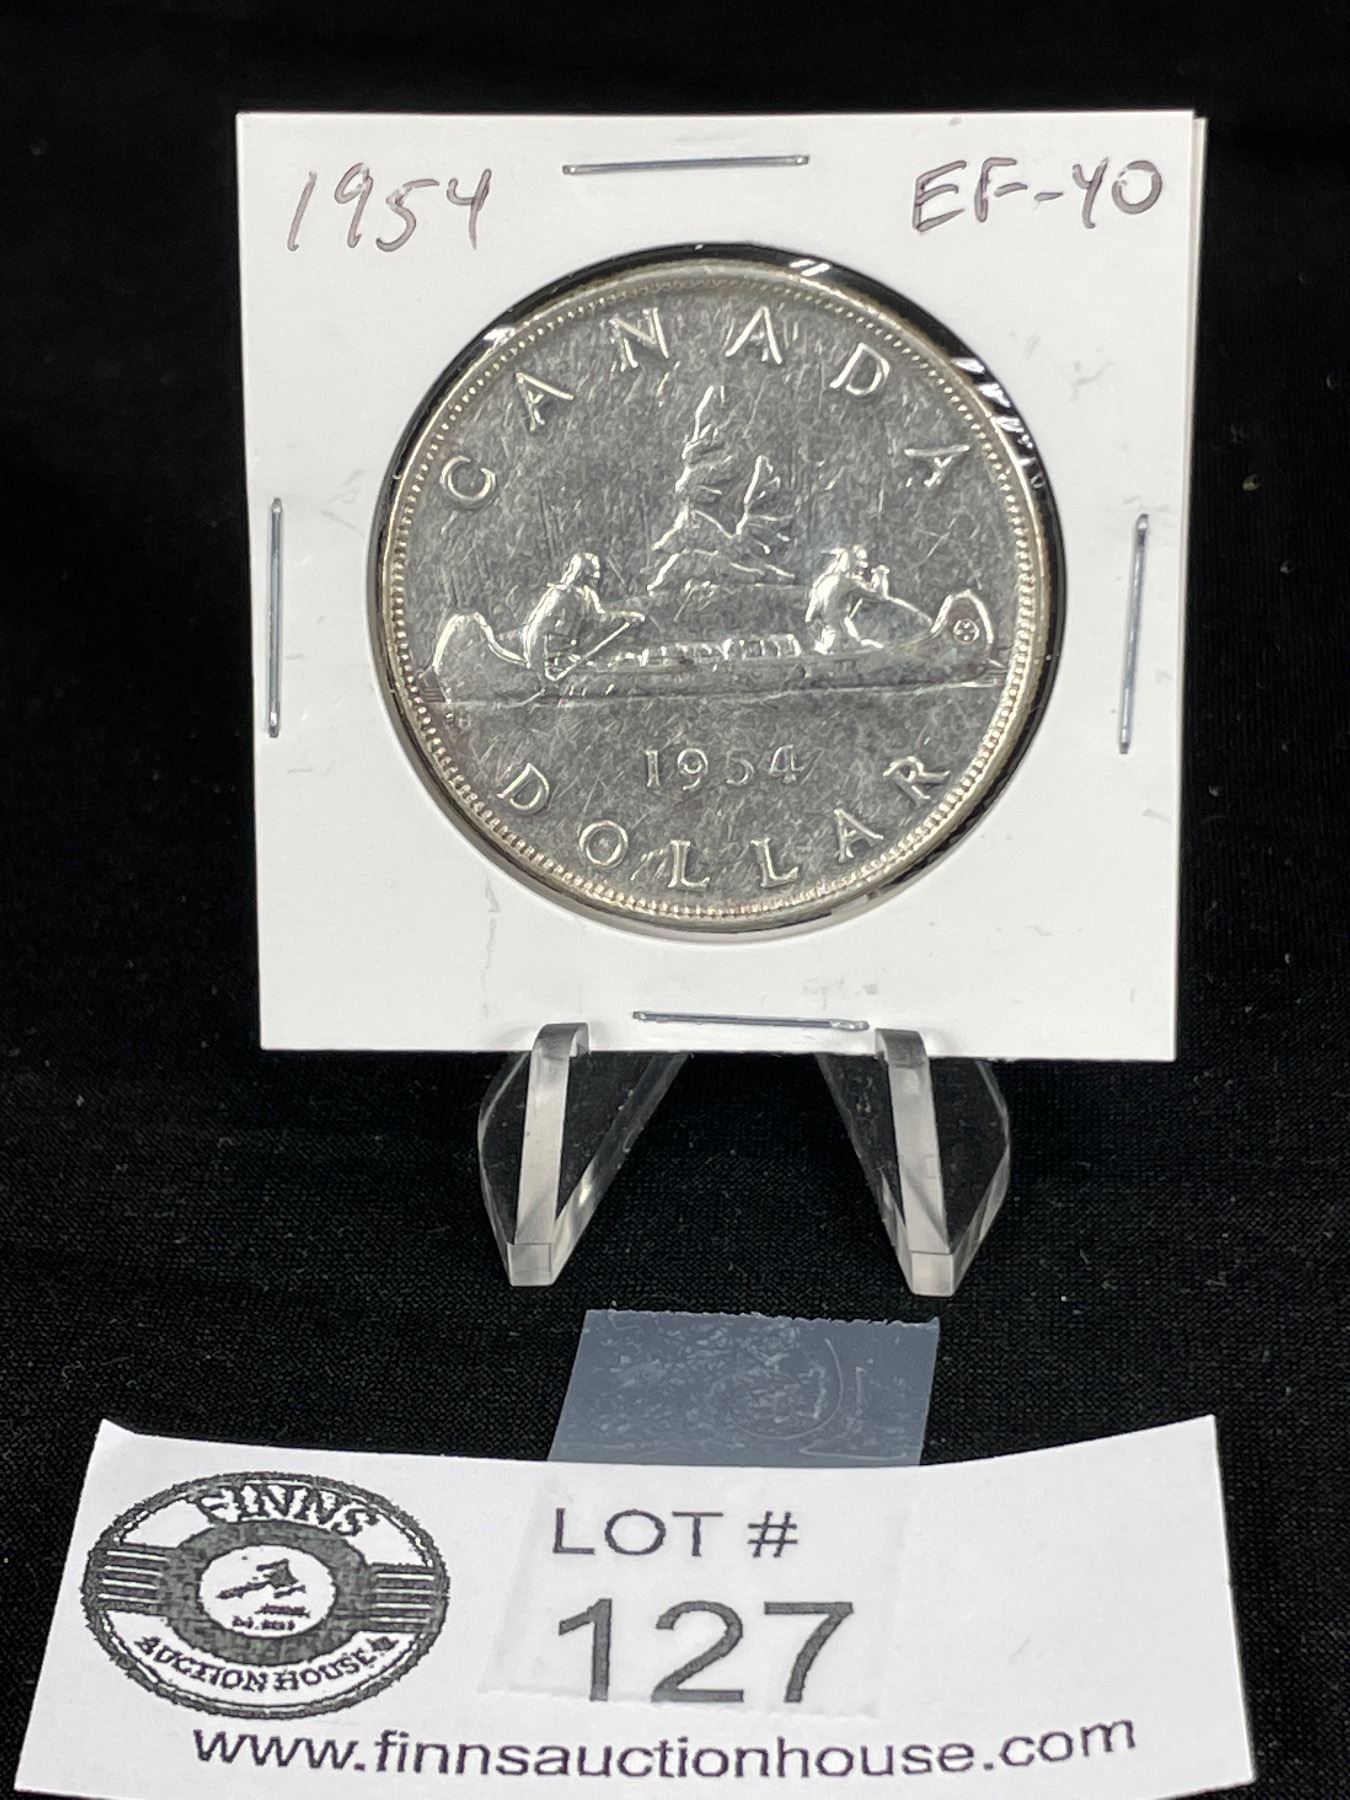 1954 EF-40
CANADA
1954
DOLLAR
FINNS
AUCTION HOUSE
LOT #
127
www.finnsauctionhouse.com